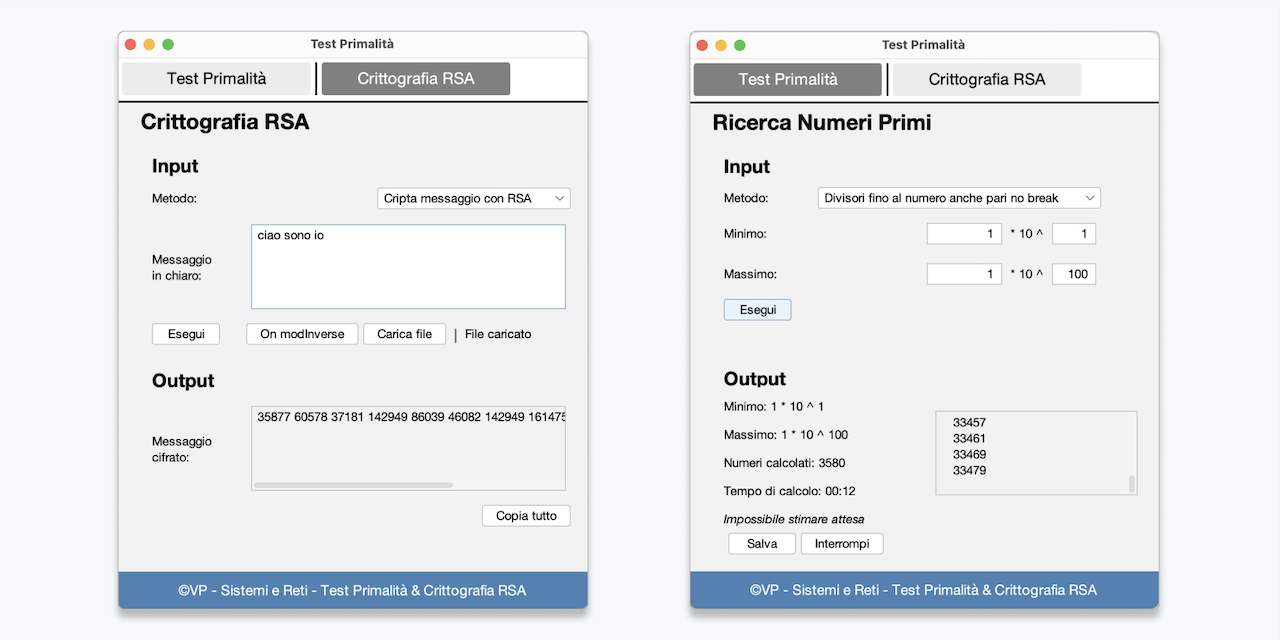 Test Primalità
Test Primalità
Crittografia RSA
Crittografia RSA
Input
Metodo:
Cripta messaggio con RSA
Messaggio
in chiaro:
ciao sono io
Esegui
On modInverse
Carica file
| File caricato
Output
Messaggio
cifrato:
35877 60578 37181 142949 86039 46082 142949 161475
Copia tutto
©VP - Sistemi e Reti - Test Primalità & Crittografia RSA
Test Primalità
Test Primalità
Crittografia RSA
Ricerca Numeri Primi
Input
Metodo:
Divisori fino al numero anche pari no break
Minimo:
1 * 10 ^ 1
Massimo:
1 * 10 ^ 100
Esegui
Output
Minimo: 1 * 10 ^ 1
Massimo: 1 * 10 ^ 100
Numeri calcolati: 3580
Tempo di calcolo: 00:12
Impossibile stimare attesa
33457
33461
33469
33479
Salva
Interrompi
©VP - Sistemi e Reti - Test Primalità & Crittografia RSA